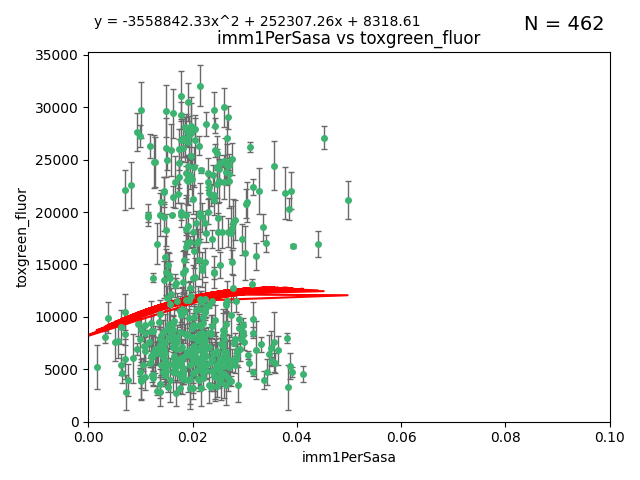 y = -3558842.33x^2 + 252307.26x + 8318.61
N = 462
imm1PerSasa vs toxgreen_fluor
35000
30000
25000
20000
15000
10000
5000
0
toxgreen_fluor
0.00 0.02 0.04 0.06 0.08 0.10
imm1PerSasa